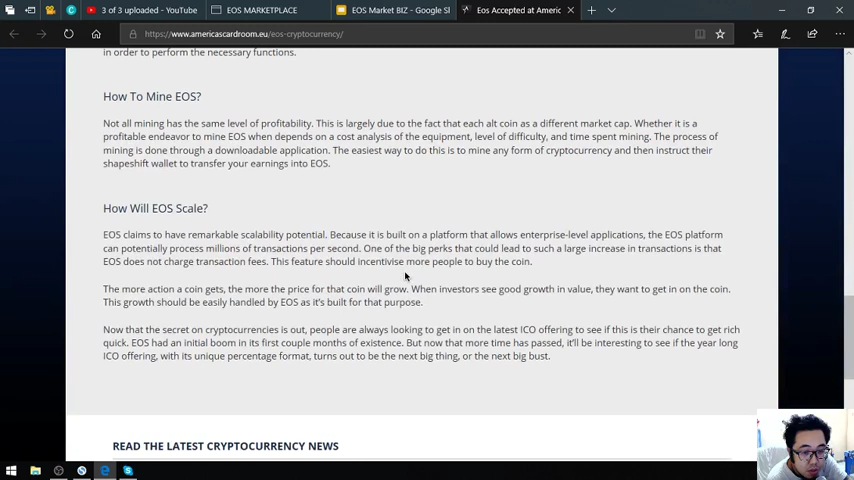 3 of 3 uploaded - YouTube
EOS MARKETPLACE
EOS Market BIZ - Google Sl
Eos Accepted at Americ
https://www.americascardroom.eu/eos-cryptocurrency/
in order to perform the necessary functions.
How To Mine EOS?
Not all mining has the same level of profitability. This is largely due to the fact that each alt coin as a different market cap. Whether it is a
profitable endeavor to mine EOS when depends on a cost analysis of the equipment, level of difficulty, and time spent mining. The process of
mining is done through a downloadable application. The easiest way to do this is to mine any form of cryptocurrency and then instruct their
shapeshift wallet to transfer your earnings into EOS.
How Will EOS Scale?
EOS claims to have remarkable scalability potential. Because it is built on a platform that allows enterprise-level applications, the EOS platform
can potentially process millions of transactions per second. One of the big perks that could lead to such a large increase in transactions is that
EOS does not charge transaction fees. This feature should incentivise more people to buy the coin.
The more action a coin gets, the more the price for that coin will grow. When investors see good growth in value, they want to get in on the coin.
This growth should be easily handled by EOS as it's built for that purpose.
Now that the secret on cryptocurrencies is out, people are always looking to get in on the latest ICO offering to see if this is their chance to get rich
quick. EOS had an initial boom in its first couple months of existence. But now that more time has passed, it'll be interesting to see if the year long
ICO offering, with its unique percentage format, turns out to be the next big thing, or the next big bust.
READ THE LATEST CRYPTOCURRENCY NEWS